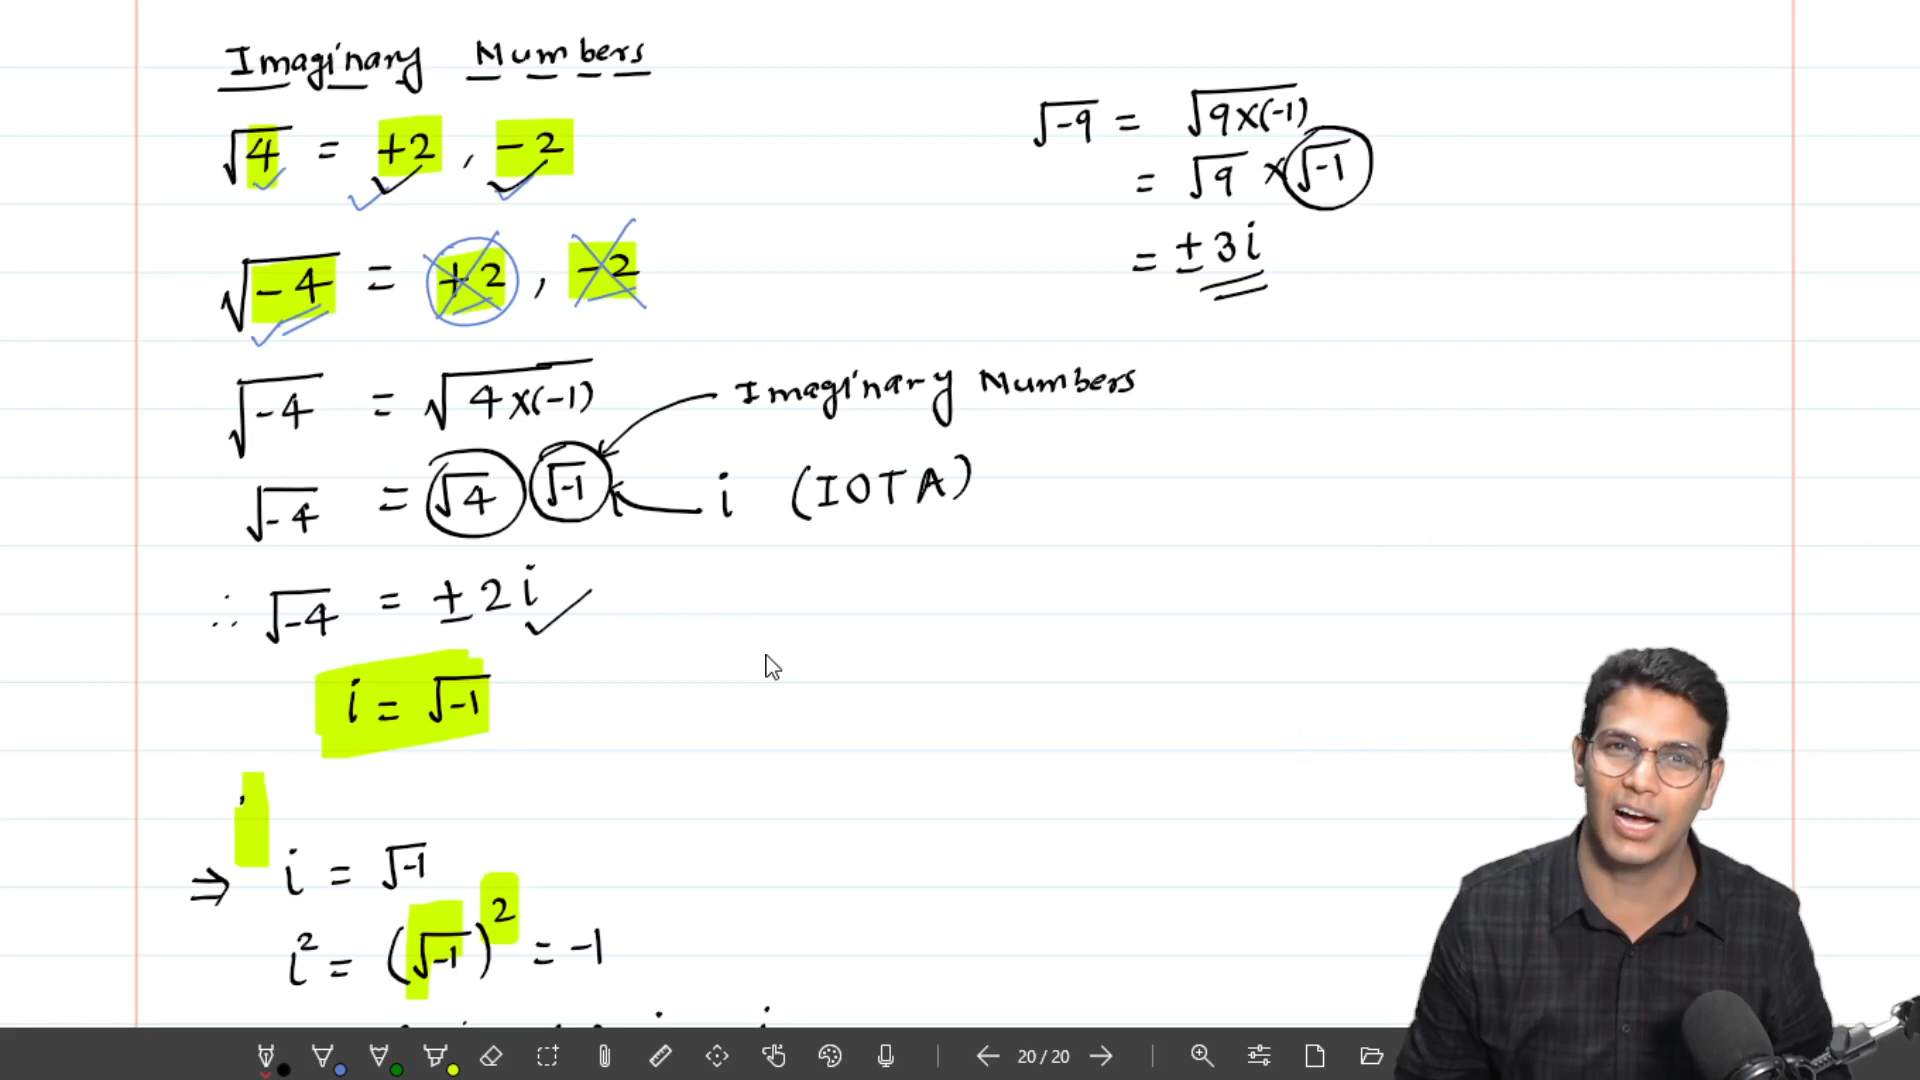 Imaginary Numbers
√4 = +2 , -2
√-4 = +2 , -2
√-4 = √4×(-1)
Imaginary Numbers
√-4 = √4 √-1
i (IOTA)
∴ √-4 = ±2i
i = √-1
⇒ i = √-1
i² = (√-1)² = -1
√-9 = √9×(-1)
= √9 × √-1
= ±3i
20 / 20